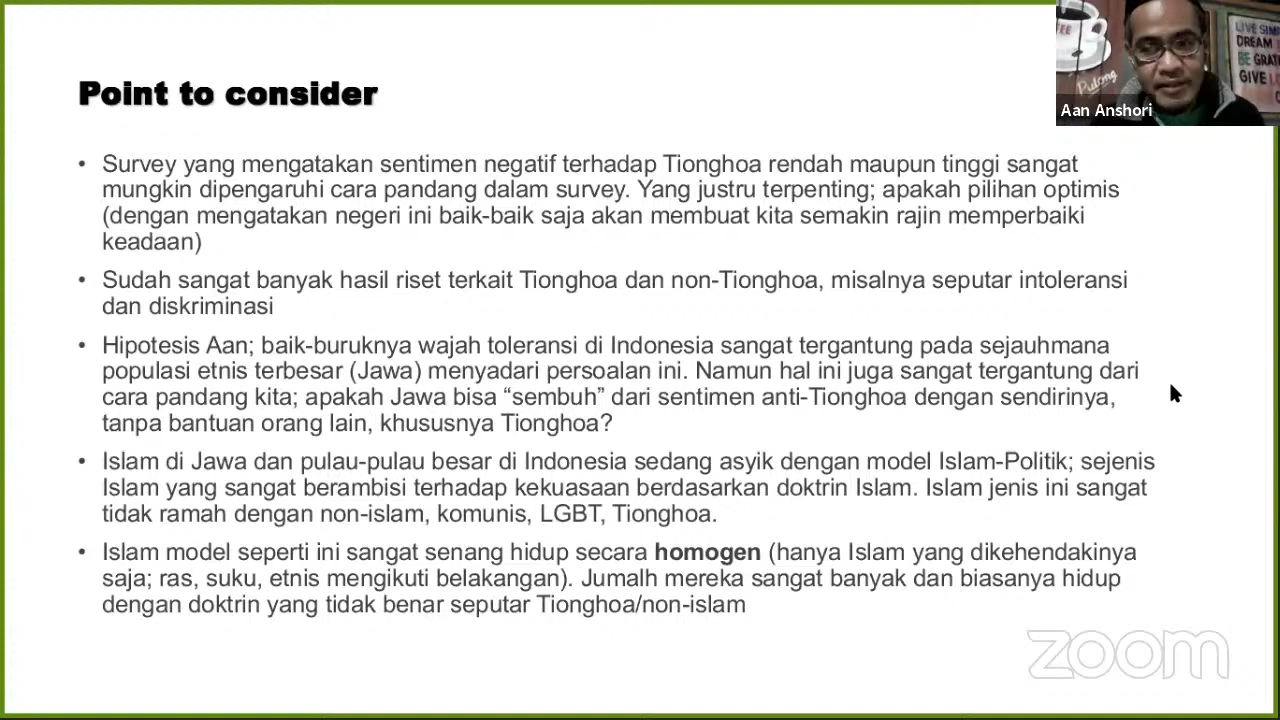 Point to consider
• Survey yang mengatakan sentimen negatif terhadap Tionghoa rendah maupun tinggi sangat
mungkin dipengaruhi cara pandang dalam survey. Yang justru terpenting; apakah pilihan optimis
(dengan mengatakan negeri ini baik-baik saja akan membuat kita semakin rajin memperbaiki
keadaan)
• Sudah sangat banyak hasil riset terkait Tionghoa dan non-Tionghoa, misalnya seputar intoleransi
dan diskriminasi
• Hipotesis Aan; baik-buruknya wajah toleransi di Indonesia sangat tergantung pada sejauhmana
populasi etnis terbesar (Jawa) menyadari persoalan ini. Namun hal ini juga sangat tergantung dari
cara pandang kita; apakah Jawa bisa “sembuh” dari sentimen anti-Tionghoa dengan sendirinya,
tanpa bantuan orang lain, khususnya Tionghoa?
• Islam di Jawa dan pulau-pulau besar di Indonesia sedang asyik dengan model Islam-Politik; sejenis
Islam yang sangat berambisi terhadap kekuasaan berdasarkan doktrin Islam. Islam jenis ini sangat
tidak ramah dengan non-islam, komunis, LGBT, Tionghoa.
• Islam model seperti ini sangat senang hidup secara homogen (hanya Islam yang dikehendakinya
saja; ras, suku, etnis mengikuti belakangan). Jumalh mereka sangat banyak dan biasanya hidup
dengan doktrin yang tidak benar seputar Tionghoa/non-islam
Pulong
LIVE SIM
DREAM
BE GRAT
GIVE
Aan Anshori
zoom